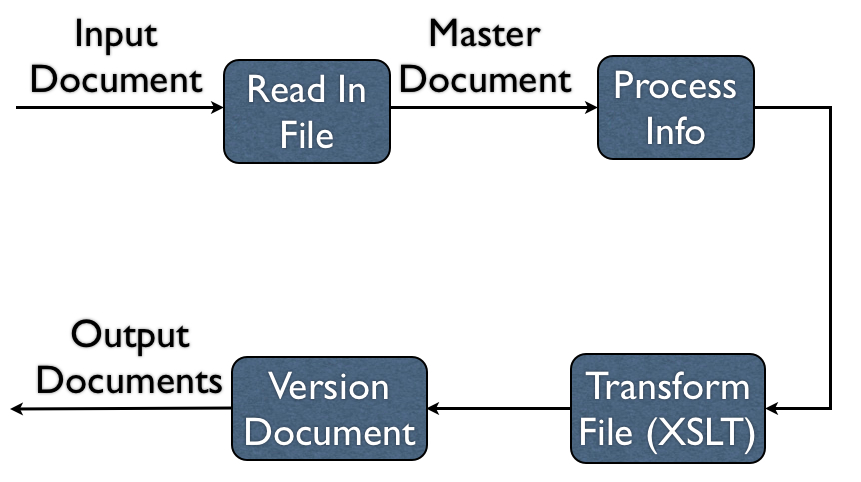 Input
Document
Read In
File
Master
Document
Process
Info
Transform
File (XSLT)
Version
Document
Output
Documents